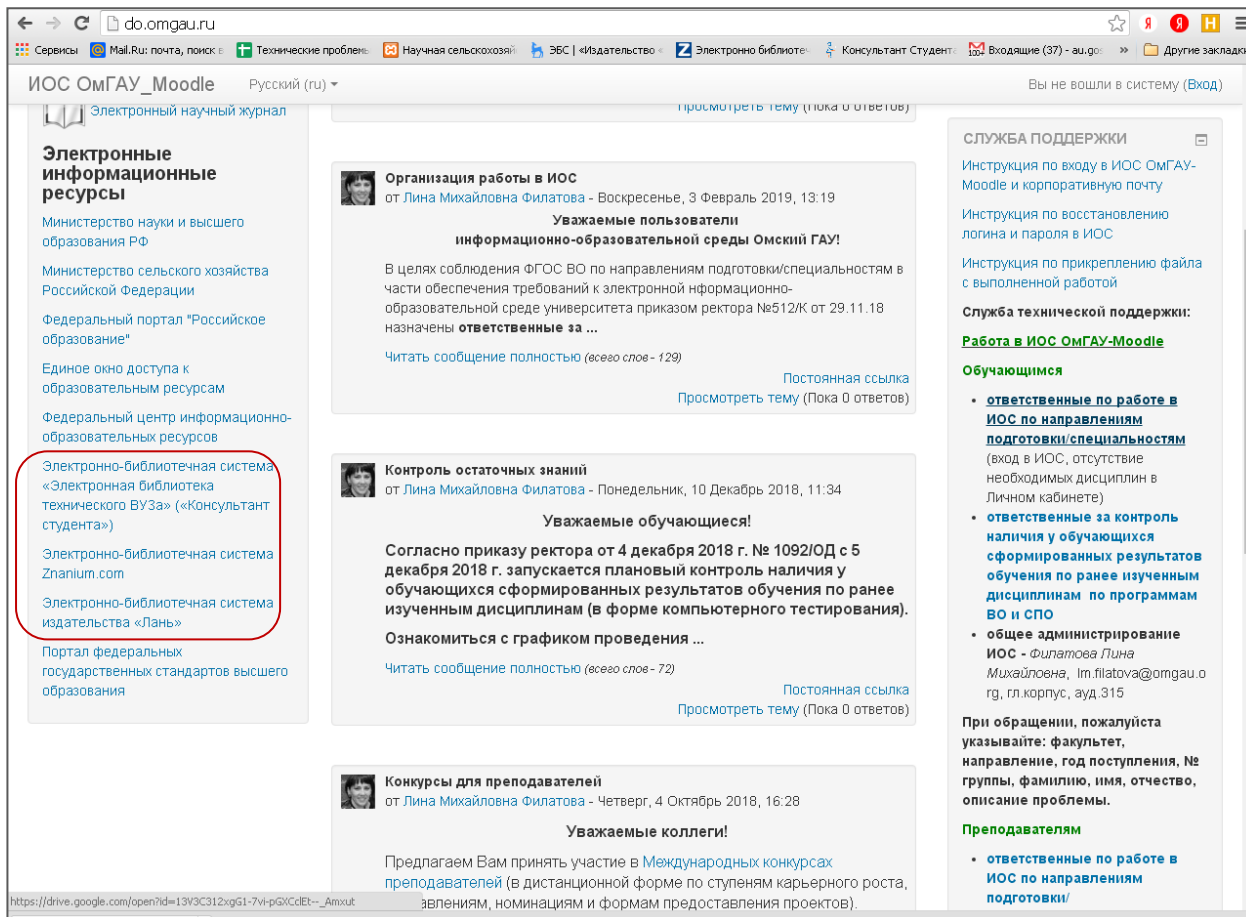 do.omgau.ru
Сервисы
Mail.Ru: почта, поиск в
Технические проблемы
Научная сельскохозяй
ЭБС | «Издательство «
Электронно библиотеч
Консультант Студента
Входящие (37) - au.gos
»
Другие закладки
ИОС ОмГАУ_Moodle
Русский (ru)
Вы не вошли в систему (Вход)
Электронный научный журнал
Электронные
информационные
ресурсы
Министерство науки и высшего
образования РФ
Министерство сельского хозяйства
Российской Федерации
Федеральный портал "Российское
образование"
Единое окно доступа к
образовательным ресурсам
Федеральный центр информационно-
образовательных ресурсов
Электронно-библиотечная система
«Электронная библиотека
технического ВУЗа» («Консультант
студента»)
Электронно-библиотечная система
Znanium.com
Электронно-библиотечная система
издательства «Лань»
Портал федеральных
государственных стандартов высшего
образования
Просмотреть тему (Пока 0 ответов)
Организация работы в ИОС
от Лина Михайловна Филатова - Воскресенье, 3 Февраль 2019, 13:19
Уважаемые пользователи
информационно-образовательной среды Омский ГАУ!
В целях соблюдения ФГОС ВО по направлениям подготовки/специальностям в
части обеспечения требований к электронной нформационно-
образовательной среде университета приказом ректора №512/К от 29.11.18
назначены ответственные за ...
Читать сообщение полностью (всего слов - 129)
Постоянная ссылка
Просмотреть тему (Пока 0 ответов)
Контроль остаточных знаний
от Лина Михайловна Филатова - Понедельник, 10 Декабрь 2018, 11:34
Уважаемые обучающиеся!
Согласно приказу ректора от 4 декабря 2018 г. № 1092/ОД с 5
декабря 2018 г. запускается плановый контроль наличия у
обучающихся сформированных результатов обучения по ранее
изученным дисциплинам (в форме компьютерного тестирования).
Ознакомиться с графиком проведения ...
Читать сообщение полностью (всего слов - 72)
Постоянная ссылка
Просмотреть тему (Пока 0 ответов)
Конкурсы для преподавателей
от Лина Михайловна Филатова - Четверг, 4 Октябрь 2018, 16:28
Уважаемые коллеги!
Предлагаем Вам принять участие в Международных конкурсах
преподавателей (в дистанционной форме по ступеням карьерного роста,
авлениям, номинациям и формам предоставления проектов).
СЛУЖБА ПОДДЕРЖКИ
Инструкция по входу в ИОС ОмГАУ-
Moodle и корпоративную почту
Инструкция по восстановлению
логина и пароля в ИОС
Инструкция по прикреплению файла
с выполненной работой
Служба технической поддержки:
Работа в ИОС ОмГАУ-Moodle
Обучающимся
• ответственные по работе в
ИОС по направлениям
подготовки/специальностям
(вход в ИОС, отсутствие
необходимых дисциплин в
Личном кабинете)
• ответственные за контроль
наличия у обучающихся
сформированных результатов
обучения по ранее изученным
дисциплинам по программам
ВО и СПО
• общее администрирование
ИОС - Филатова Лина
Михайловна, lm.filatova@omgau.o
rg, гл.корпус, ауд.315
При обращении, пожалуйста
указывайте: факультет,
направление, год поступления, №
группы, фамилию, имя, отчество,
описание проблемы.
Преподавателям
• ответственные по работе в
ИОС по направлениям
подготовки/